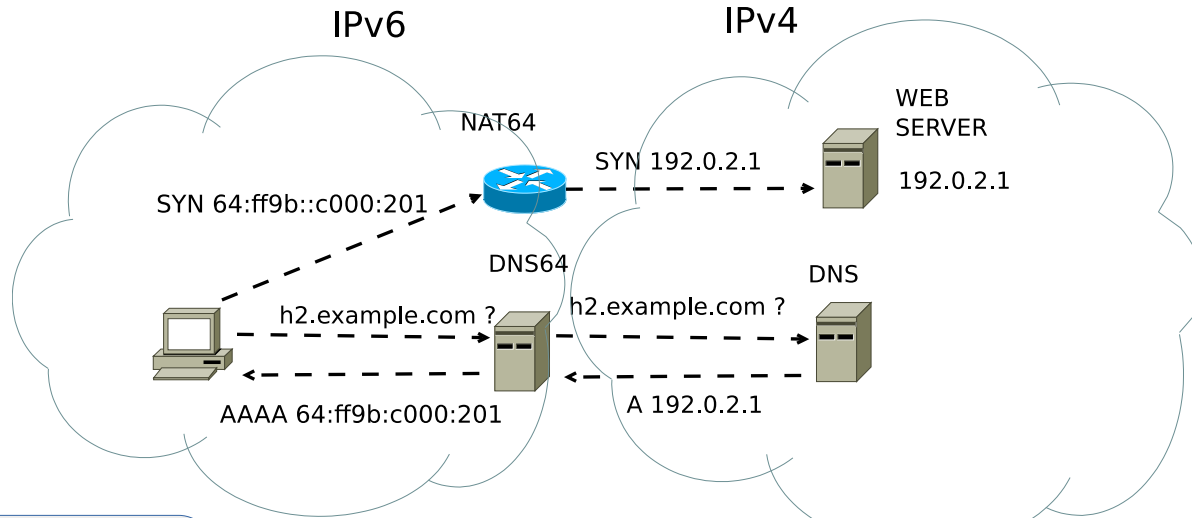 IPv6
IPv4
WEB
SERVER
NAT64
SYN 192.0.2.1
192.0.2.1
SYN 64:ff9b::c000:201
DNS64
DNS
h2.example.com ?
h2.example.com ?
AAAA 64:ff9b:c000:201
A 192.0.2.1